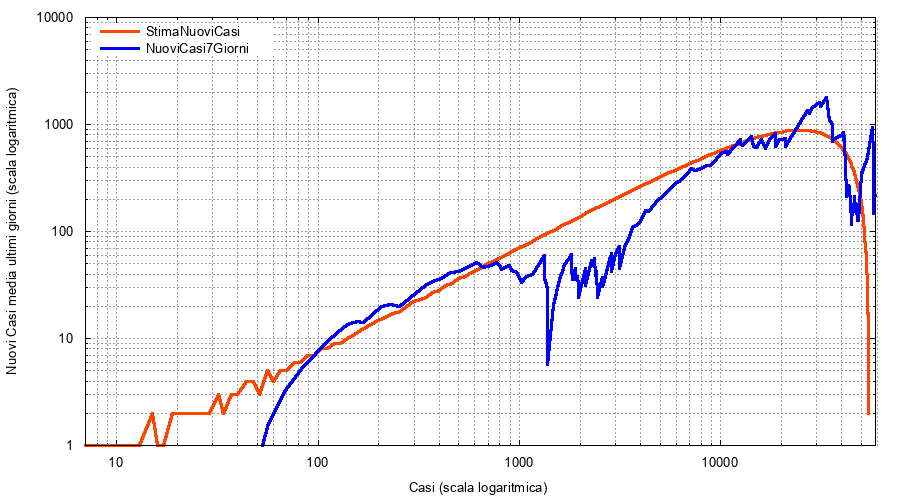 10000
StimaNuoviCasi
NuoviCasi7Giorni
1000
100
10
1
Nuovi Casi media ultimi giorni (scala logaritmica)
10 100 1000 10000
Casi (scala logaritmica)